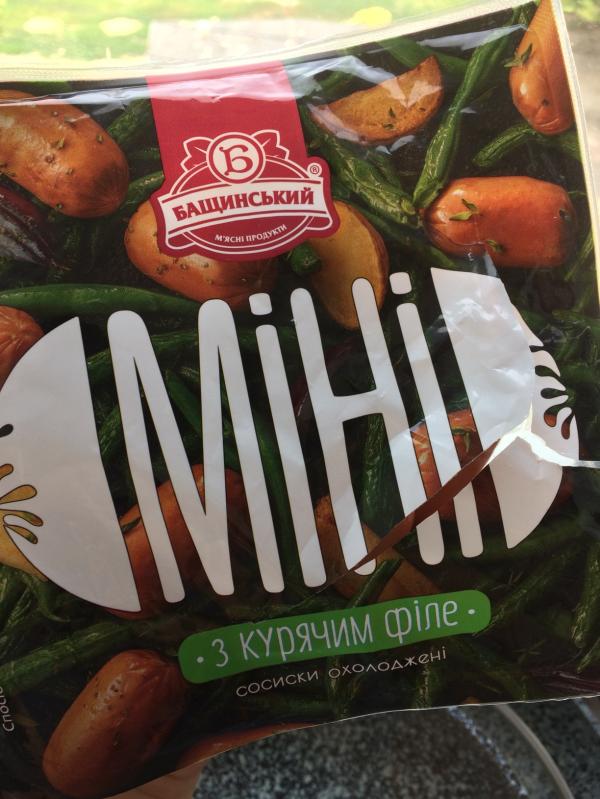 Б
БАЩИНСЬКИЙ®
М'ЯСНІ ПРОДУКТИ
Міні
• З КУРЯЧИМ ФІЛЕ •
СОСИСКИ ОХОЛОДЖЕНІ